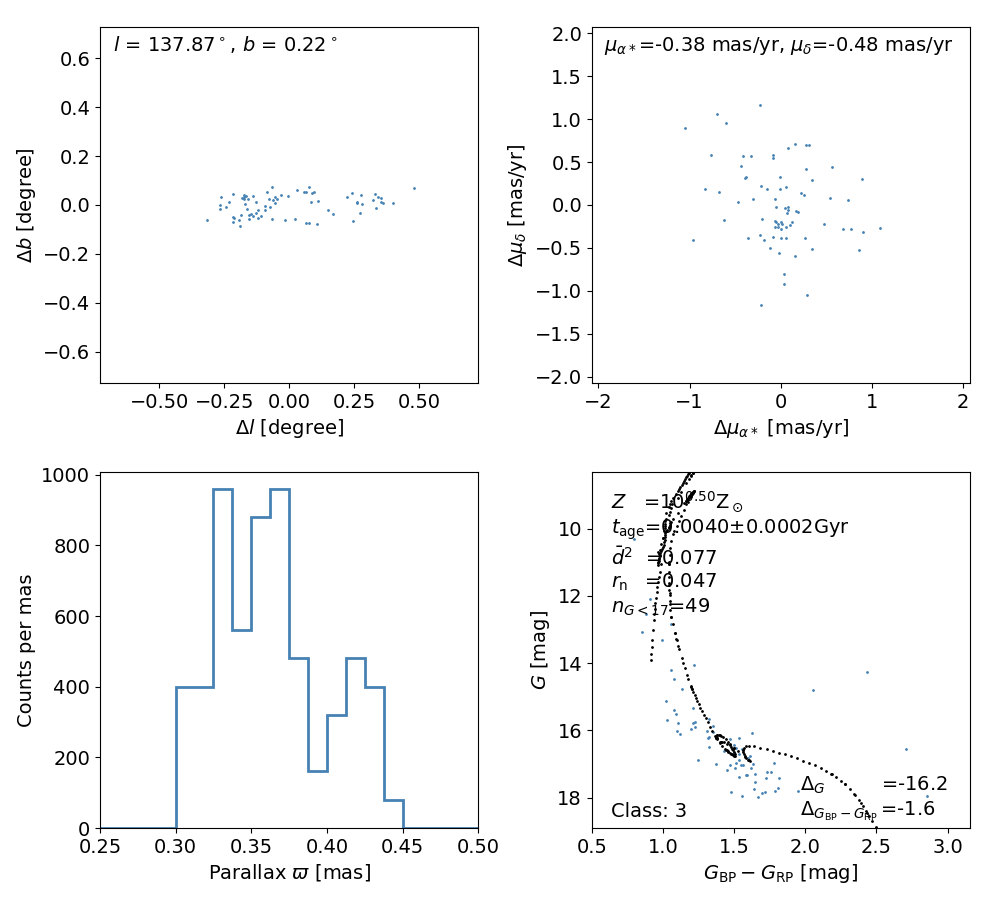 l = 137.87°, b = 0.22°
0.6
0.4
0.2
0.0
−0.2
−0.4
−0.6
Δb [degree]
−0.50 −0.25 0.00 0.25 0.50
Δl [degree]
μα∗=-0.38 mas/yr, μδ=-0.48 mas/yr
2.0
1.5
1.0
0.5
0.0
−0.5
−1.0
−1.5
−2.0
Δμδ [mas/yr]
−2 −1 0 1 2
Δμα∗ [mas/yr]
1000
800
600
400
200
0
Counts per mas
0.25 0.30 0.35 0.40 0.45 0.50
Parallax ϖ [mas]
Z =10^0.50 Z⊙
t_age=0.0040±0.0002Gyr
d̄² =0.077
r_n =0.047
n_G<17=49
10
12
14
16
18
G [mag]
Δ_G =-16.2
Δ_G_BP−G_RP =-1.6
Class: 3
0.5 1.0 1.5 2.0 2.5 3.0
G_BP − G_RP [mag]